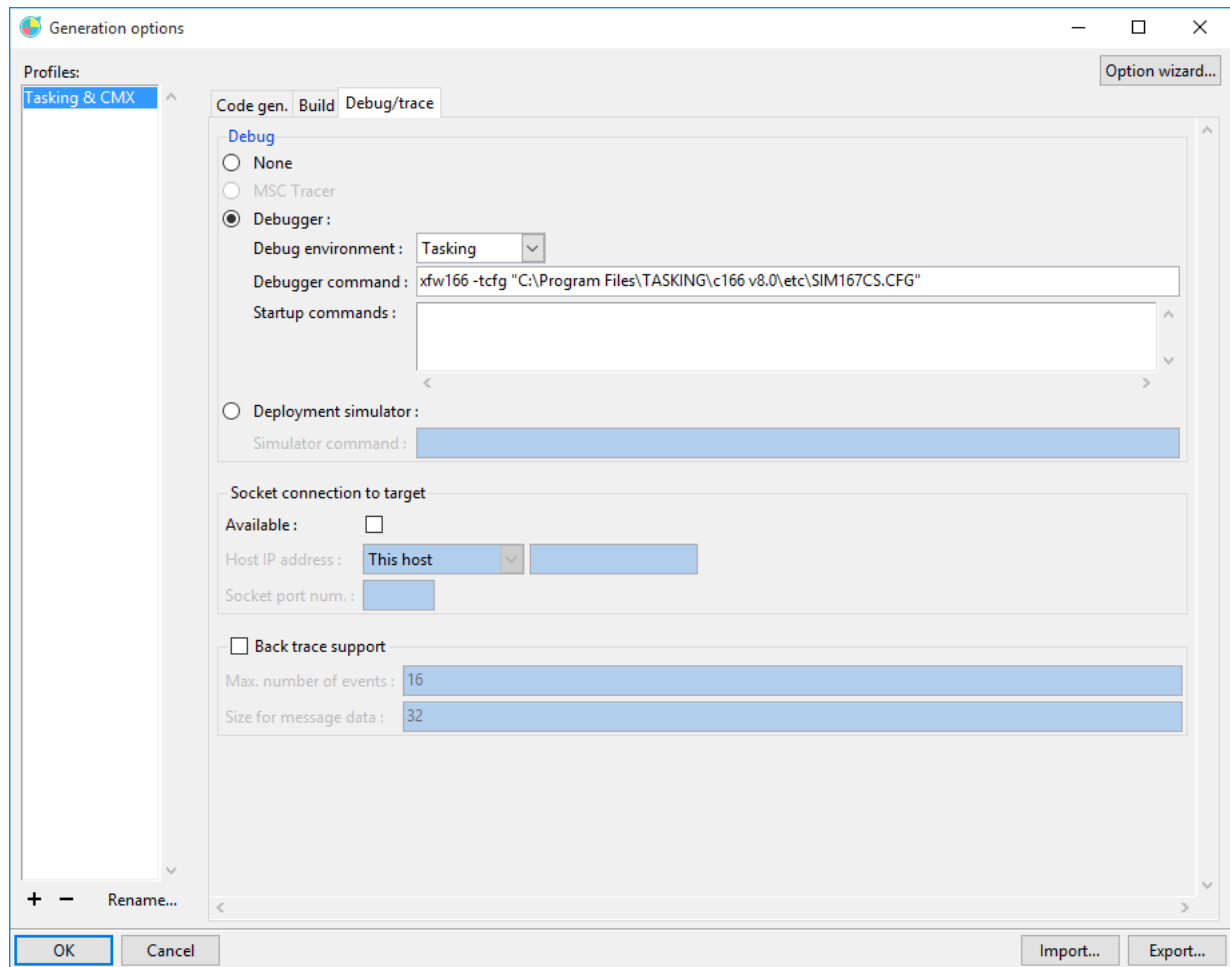 Generation options
Profiles:
Option wizard...
Tasking & CMX
Code gen. Build Debug/trace
Debug
None
MSC Tracer
Debugger :
Debug environment : Tasking
Debugger command : xfw166 -tcfg "C:\Program Files\TASKING\c166 v8.0\etc\SIM167CS.CFG"
Startup commands :
Deployment simulator :
Simulator command :
Socket connection to target
Available :
Host IP address : This host
Socket port num. :
Back trace support
Max. number of events : 16
Size for message data : 32
+ − Rename...
OK Cancel Import... Export...